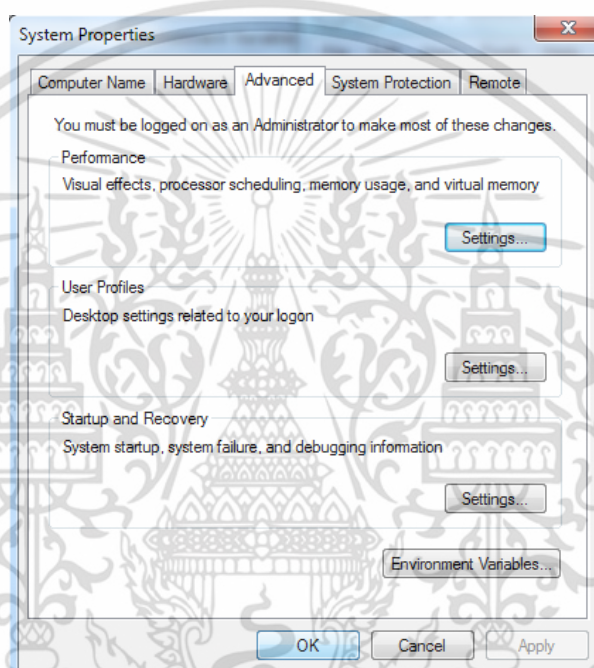 System Properties
Computer Name Hardware Advanced System Protection Remote
You must be logged on as an Administrator to make most of these changes.
Performance
Visual effects, processor scheduling, memory usage, and virtual memory
Settings...
User Profiles
Desktop settings related to your logon
Settings...
Startup and Recovery
System startup, system failure, and debugging information
Settings...
Environment Variables...
OK Cancel Apply